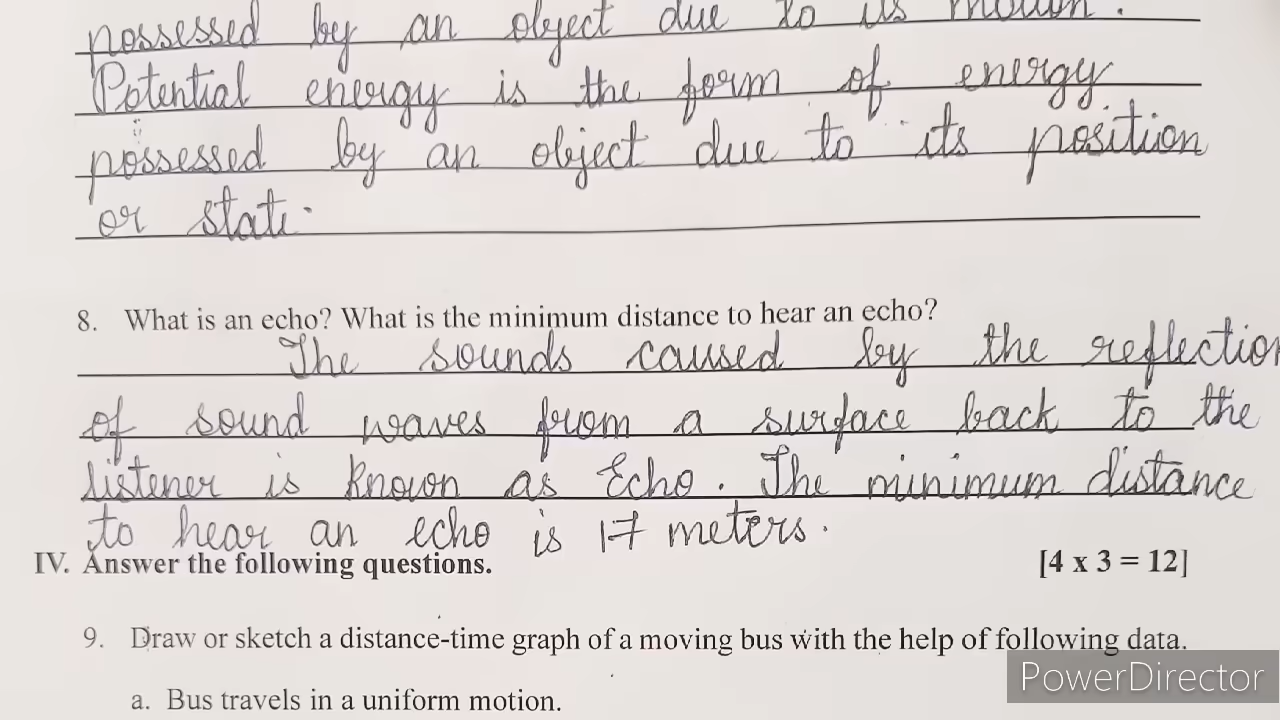 possessed by an object due to its motion.
Potential energy is the form of energy
possessed by an object due to its position
or state.
8. What is an echo? What is the minimum distance to hear an echo?
The sounds caused by the reflection
of sound waves from a surface back to the
listener is known as Echo. The minimum distance
to hear an echo is 17 meters.
IV. Answer the following questions. [4 x 3 = 12]
9. Draw or sketch a distance-time graph of a moving bus with the help of following data.
PowerDirector
a. Bus travels in a uniform motion.